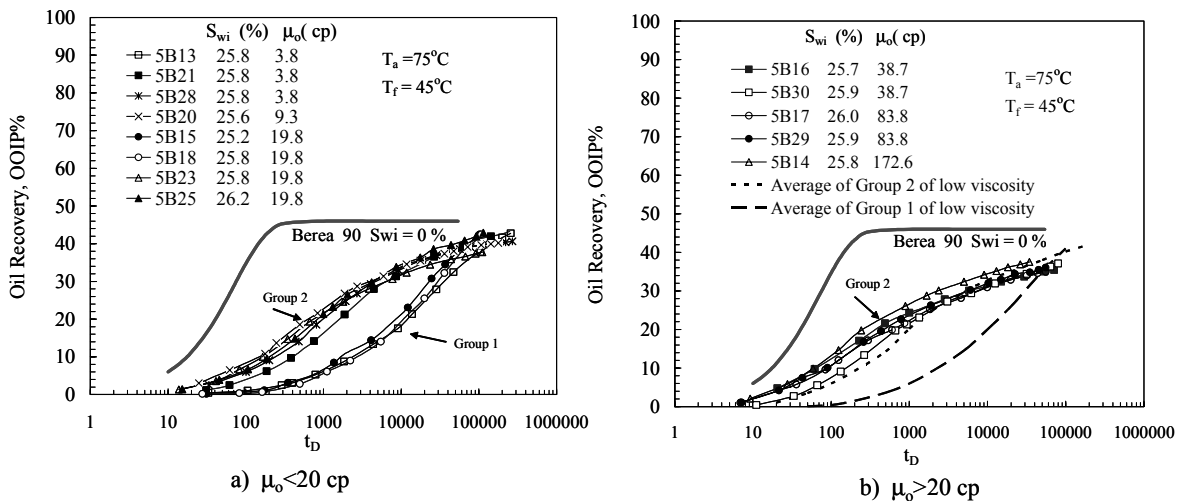 100
90
80
70
60
50
40
30
20
10
0
Oil Recovery, OOIP%
S_wi (%) μ_o( cp)
5B13 25.8 3.8
5B21 25.8 3.8
5B28 25.8 3.8
5B20 25.6 9.3
5B15 25.2 19.8
5B18 25.8 19.8
5B23 25.8 19.8
5B25 26.2 19.8
T_a =75°C
T_f = 45°C
Berea 90 Swi = 0 %
Group 2
Group 1
1 10 100 1000 10000 100000 1000000
t_D
a) μ_o<20 cp
100
90
80
70
60
50
40
30
20
10
0
Oil Recovery, OOIP%
S_wi (%) μ_o(cp)
5B16 25.7 38.7
5B30 25.9 38.7
5B17 26.0 83.8
5B29 25.9 83.8
5B14 25.8 172.6
Average of Group 2 of low viscosity
Average of Group 1 of low viscosity
T_a =75°C
T_f = 45°C
Berea 90 Swi = 0 %
Group 2
1 10 100 1000 10000 100000 1000000
t_D
b) μ_o>20 cp